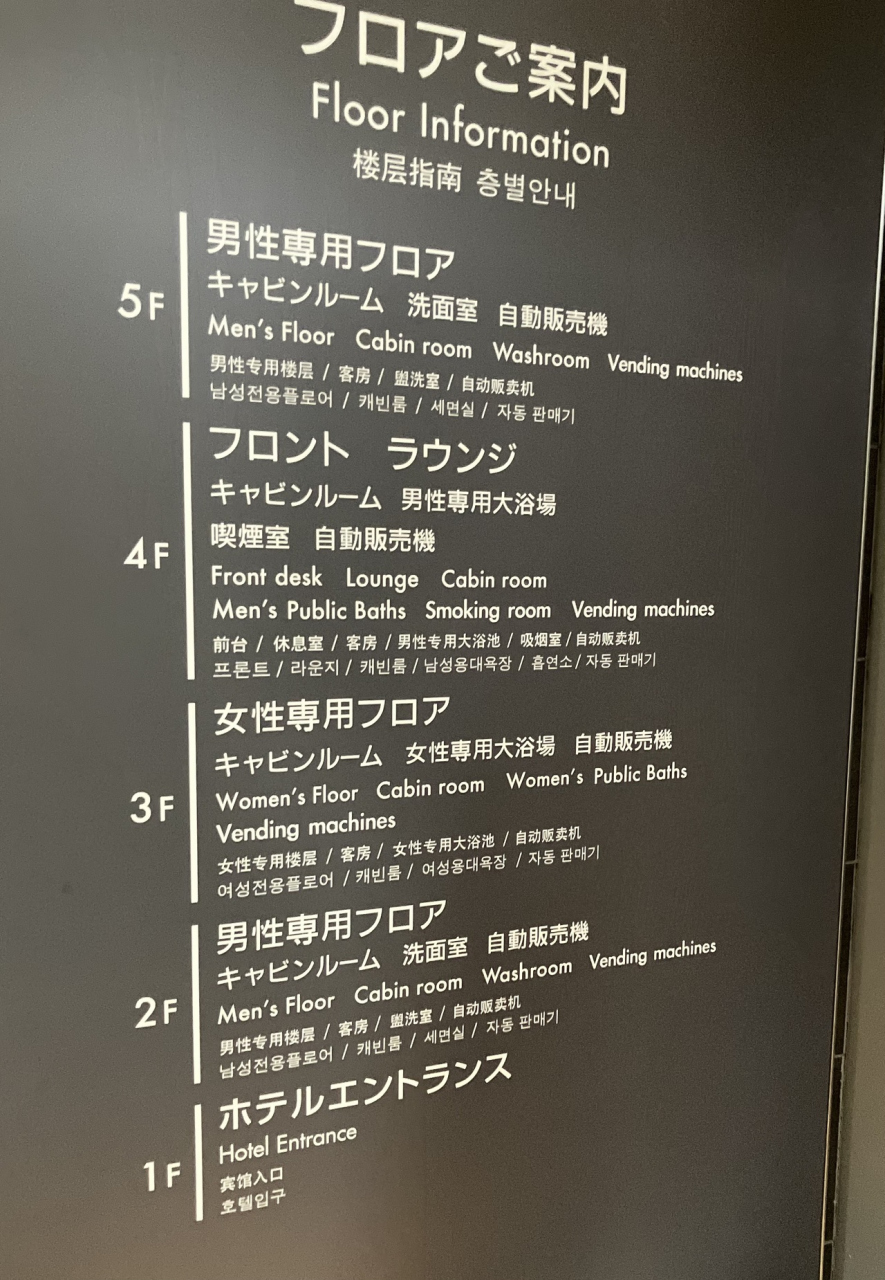 フロアご案内
Floor Information
楼层指南 층별안내
5F
男性専用フロア
キャビンルーム 洗面室 自動販売機
Men's Floor Cabin room Washroom Vending machines
男性专用楼层 / 客房 / 盥洗室 / 自动贩卖机
남성전용플로어 / 캐빈룸 / 세면실 / 자동 판매기
4F
フロント ラウンジ
キャビンルーム 男性専用大浴場
喫煙室 自動販売機
Front desk Lounge Cabin room
Men's Public Baths Smoking room Vending machines
前台 / 休息室 / 客房 / 男性专用大浴池 / 吸烟室 / 自动贩卖机
프론트 / 라운지 / 캐빈룸 / 남성용대욕장 / 흡연소 / 자동 판매기
3F
女性専用フロア
キャビンルーム 女性専用大浴場 自動販売機
Women's Floor Cabin room Women's Public Baths
Vending machines
女性专用楼层 / 客房 / 女性专用大浴池 / 自动贩卖机
여성전용플로어 / 캐빈룸 / 여성용대욕장 / 자동 판매기
2F
男性専用フロア
キャビンルーム 洗面室 自動販売機
Men's Floor Cabin room Washroom Vending machines
男性专用楼层 / 客房 / 盥洗室 / 自动贩卖机
남성전용플로어 / 캐빈룸 / 세면실 / 자동 판매기
1F
ホテルエントランス
Hotel Entrance
宾馆入口
호텔입구